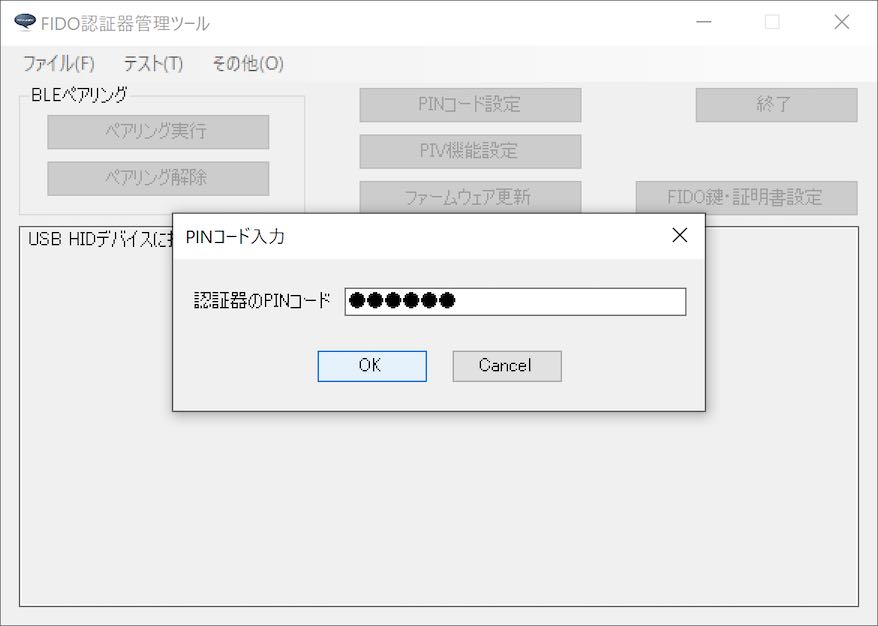 FIDO認証器管理ツール
ファイル(F) テスト(T) その他(O)
BLEペアリング
ペアリング実行
ペアリング解除
PINコード設定
PIV機能設定
ファームウェア更新
終了
FIDO鍵・証明書設定
USB HIDデバイスに
PINコード入力
認証器のPINコード ●●●●●●
OK Cancel